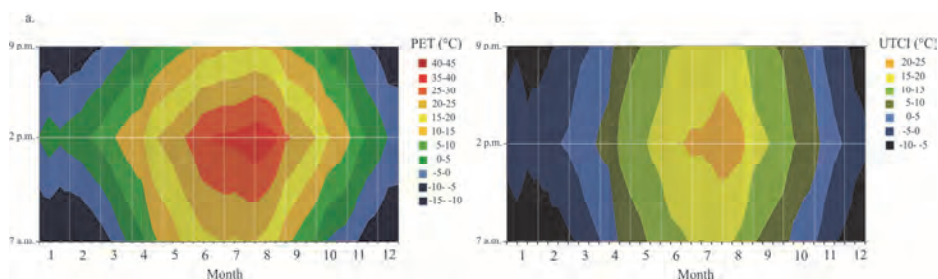 a.
9 p.m.
2 p.m.
7 a.m.
1 2 3 4 5 6 7 8 9 10 11 12
Month
PET (°C)
40-45
35-40
25-30
20-25
15-20
10-15
5-10
0-5
-5-0
-10- -5
-15- -10
b.
9 p.m.
2 p.m.
7 a.m.
1 2. 3 4 5 6 7 8 9 10 11 12
Month
UTCI (°C)
20-25
15-20
10-15
5-10
0-5
-5-0
-10- -5